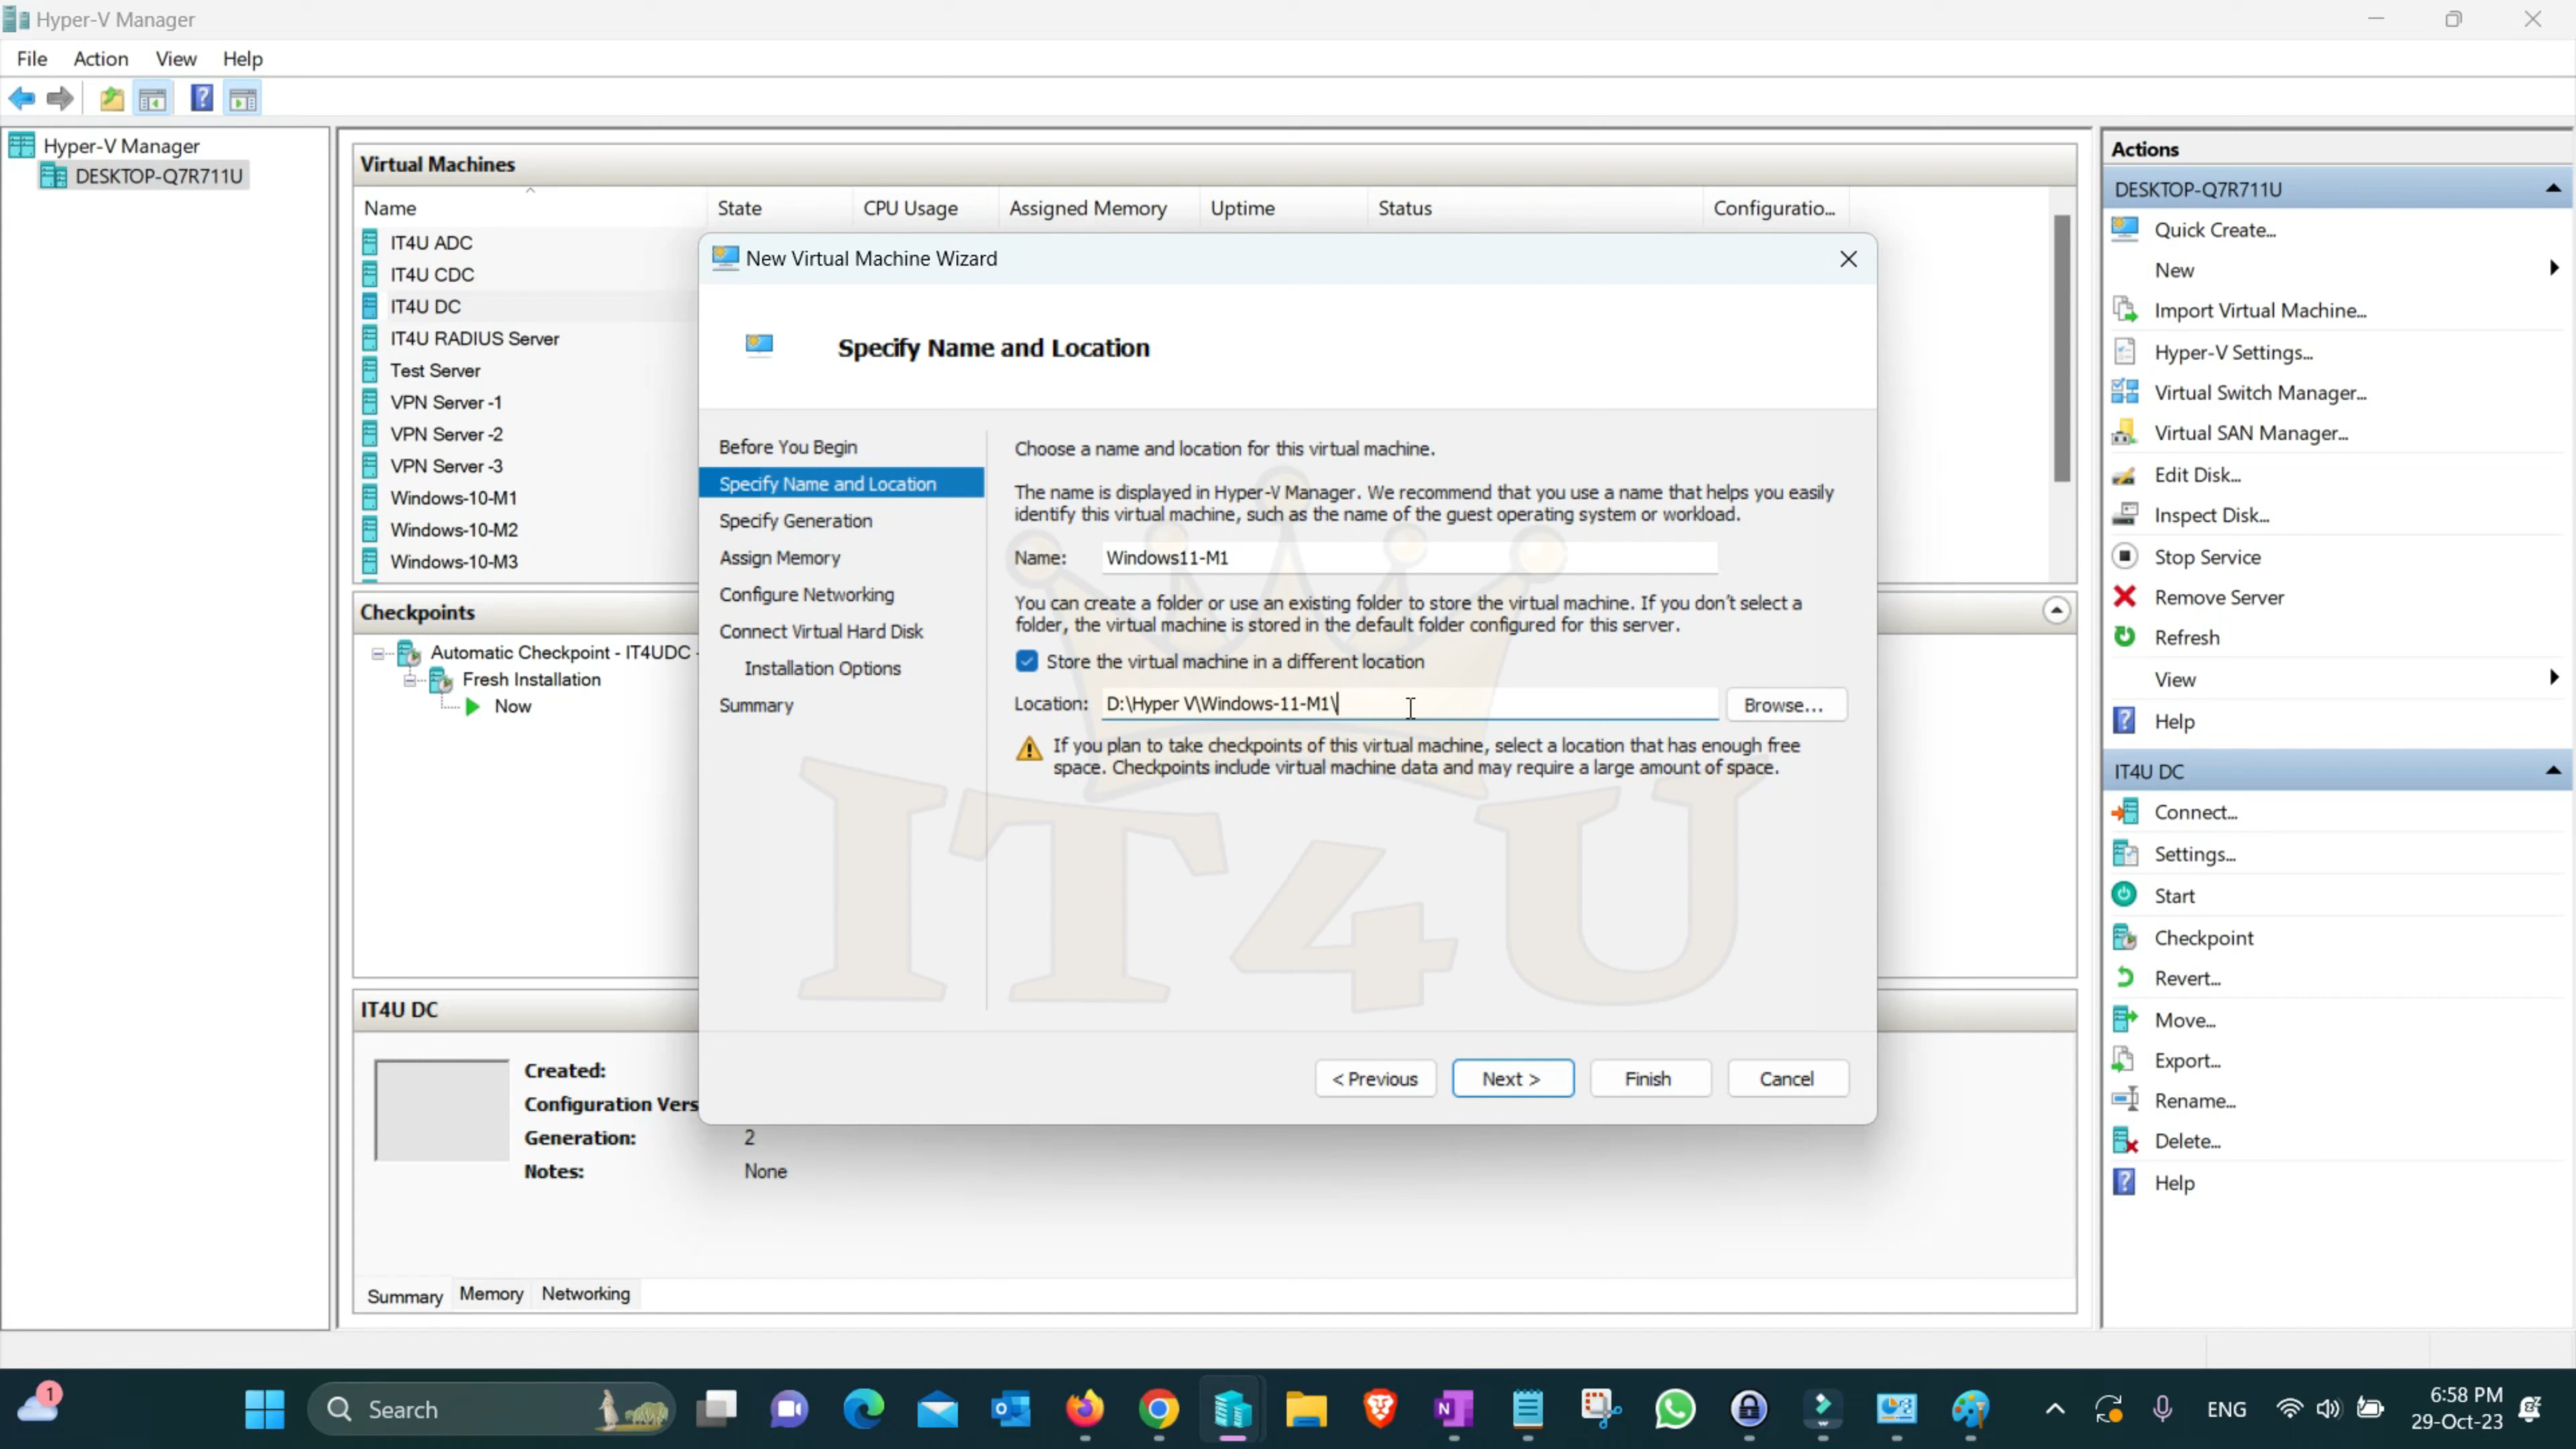 Hyper-V Manager
File Action View Help
Hyper-V Manager
DESKTOP-Q7R711U
Virtual Machines
Name State CPU Usage Assigned Memory Uptime Status Configuratio...
IT4U ADC
IT4U CDC
IT4U DC
IT4U RADIUS Server
Test Server
VPN Server -1
VPN Server -2
VPN Server -3
Windows-10-M1
Windows-10-M2
Windows-10-M3
Checkpoints
Automatic Checkpoint - IT4UDC -
Fresh Installation
Now
IT4U DC
Created:
Configuration Vers
Generation: 2
Notes: None
Summary Memory Networking
New Virtual Machine Wizard
Specify Name and Location
Before You Begin
Specify Name and Location
Specify Generation
Assign Memory
Configure Networking
Connect Virtual Hard Disk
Installation Options
Summary
Choose a name and location for this virtual machine.
The name is displayed in Hyper-V Manager. We recommend that you use a name that helps you easily
identify this virtual machine, such as the name of the guest operating system or workload.
Name: Windows11-M1
You can create a folder or use an existing folder to store the virtual machine. If you don't select a
folder, the virtual machine is stored in the default folder configured for this server.
Store the virtual machine in a different location
Location: D:\Hyper V\Windows-11-M1\ Browse...
If you plan to take checkpoints of this virtual machine, select a location that has enough free
space. Checkpoints include virtual machine data and may require a large amount of space.
IT4U
< Previous Next > Finish Cancel
Actions
DESKTOP-Q7R711U
Quick Create...
New
Import Virtual Machine...
Hyper-V Settings...
Virtual Switch Manager...
Virtual SAN Manager...
Edit Disk...
Inspect Disk...
Stop Service
Remove Server
Refresh
View
Help
IT4U DC
Connect...
Settings...
Start
Checkpoint
Revert...
Move...
Export...
Rename...
Delete...
Help
1
Search
ENG
6:58 PM
29-Oct-23